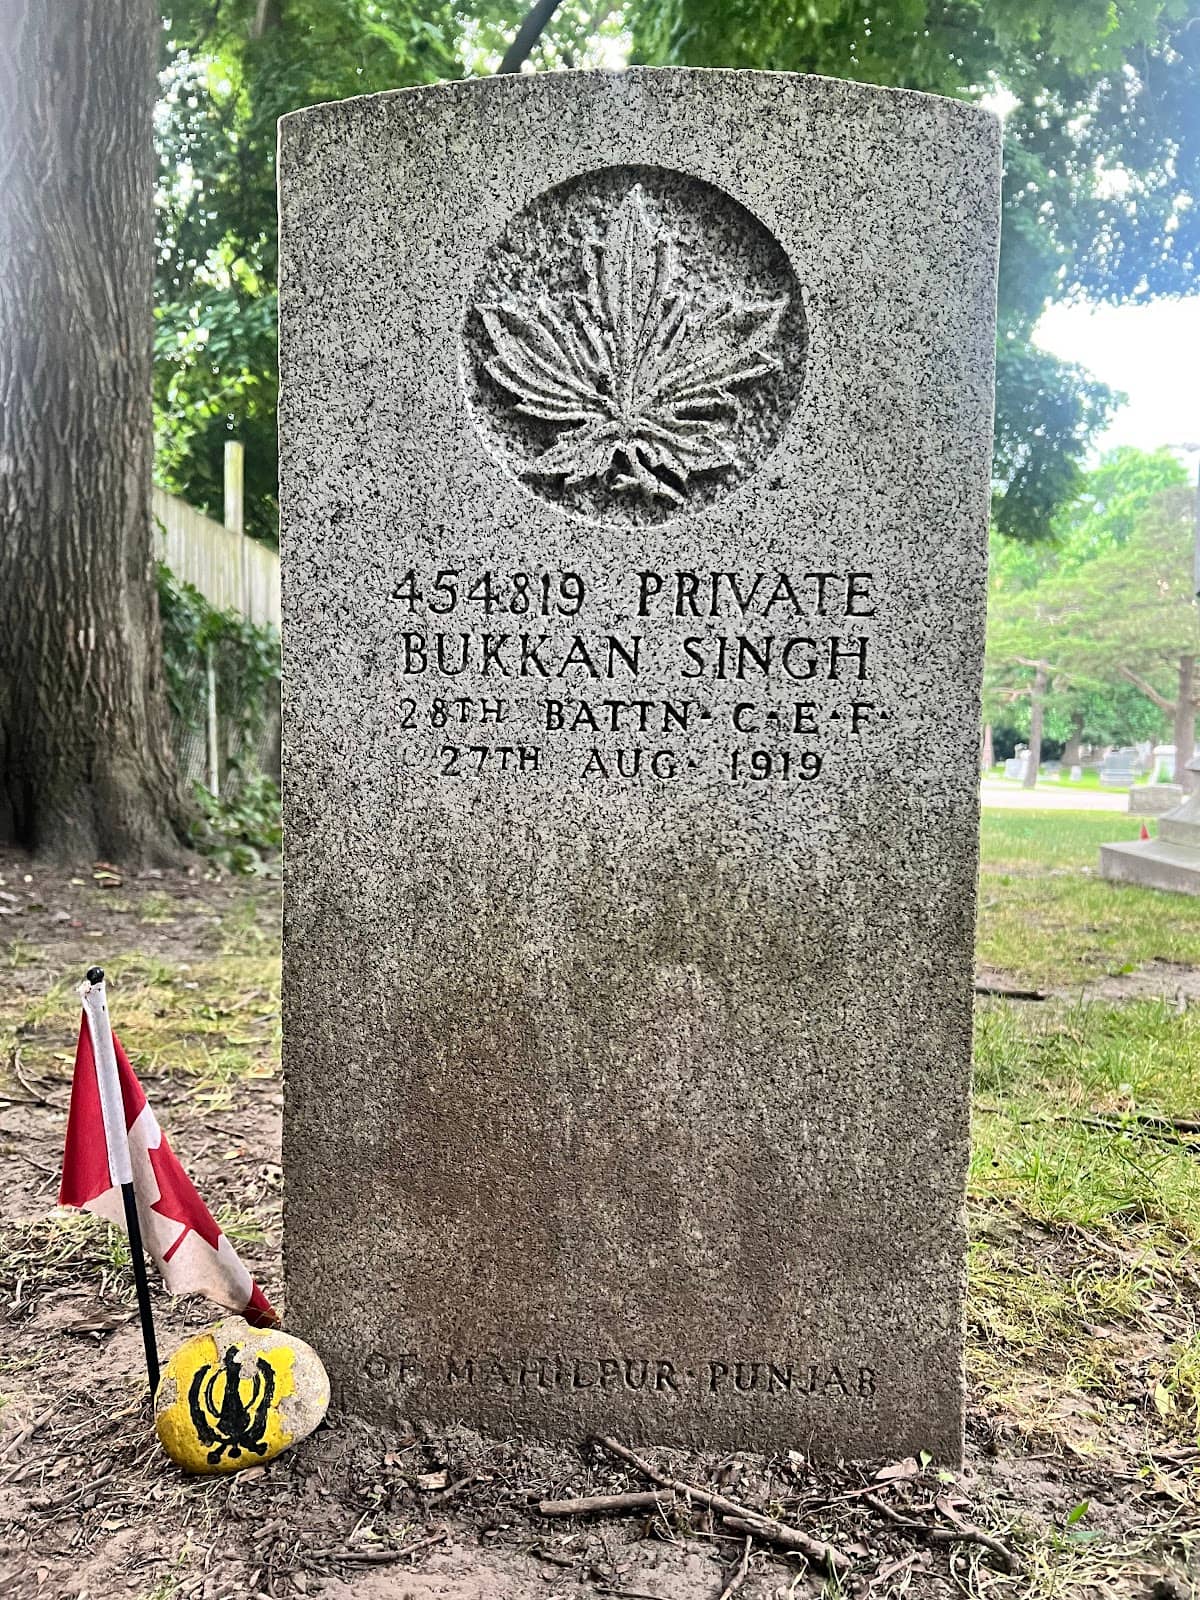 454819 PRIVATE
BUKKAN SINGH
28TH BATTN· C·E·F·
27TH AUG· 1919
OF MAHILPUR·PUNJAB